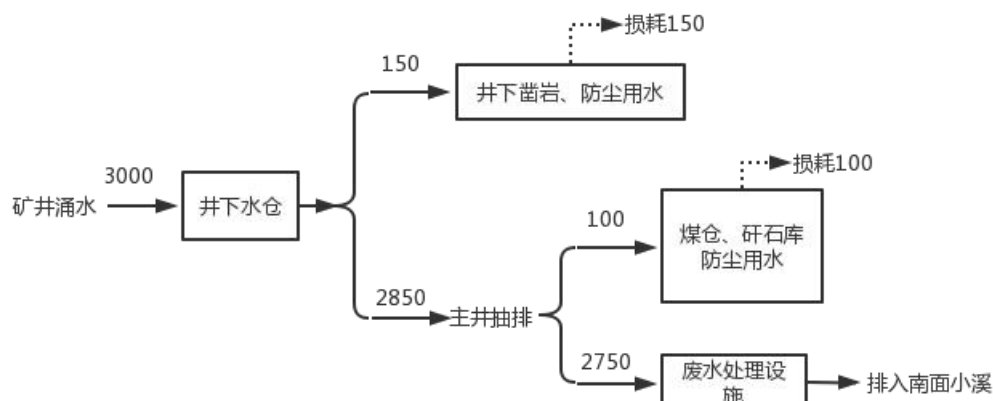 损耗150
150
井下凿岩、防尘用水
3000
矿井涌水
井下水仓
损耗100
100
煤仓、矸石库
防尘用水
2850
主井抽排
2750
废水处理设
施
排入南面小溪